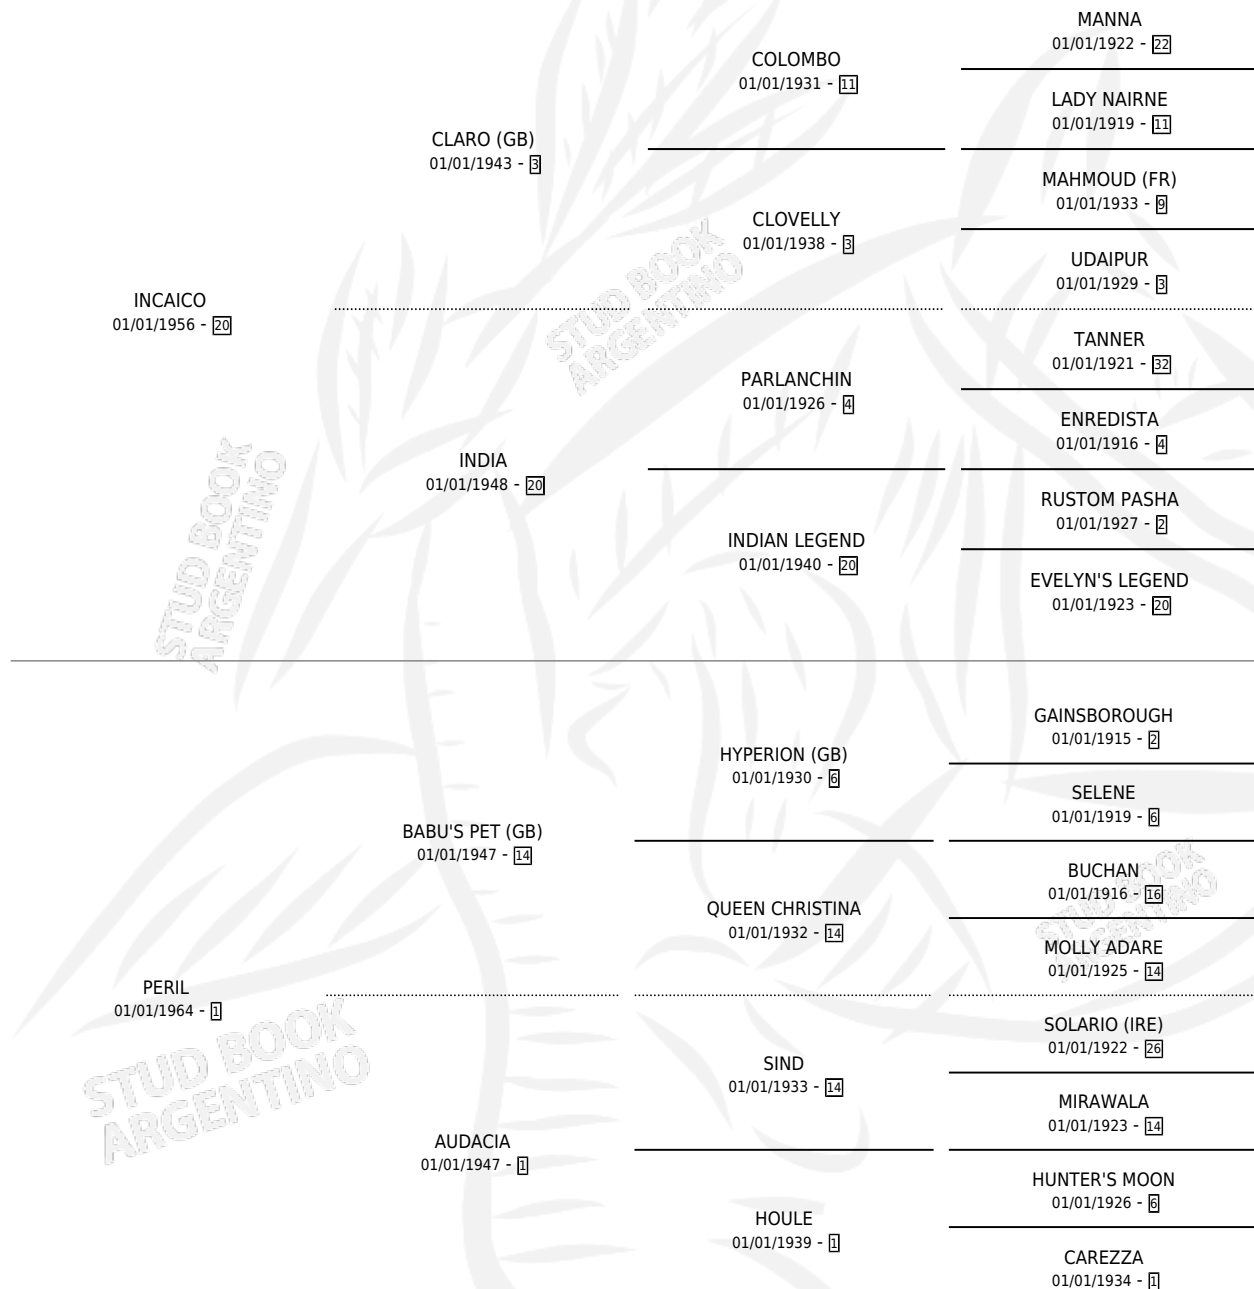 MANNA
01/01/1922 - 22
COLOMBO
01/01/1931 - 11
LADY NAIRNE
01/01/1919 - 11
CLARO (GB)
01/01/1943 - 3
MAHMOUD (FR)
01/01/1933 - 9
CLOVELLY
01/01/1938 - 3
UDAIPUR
01/01/1929 - 3
INCAICO
01/01/1956 - 20
STUD BOOK
ARGENTINO
TANNER
01/01/1921 - 32
PARLANCHIN
01/01/1926 - 4
ENREDISTA
01/01/1916 - 4
INDIA
01/01/1948 - 20
RUSTOM PASHA
01/01/1927 - 2
INDIAN LEGEND
01/01/1940 - 20
EVELYN'S LEGEND
01/01/1923 - 20
STUD BOOK
ARGENTINO
GAINSBOROUGH
01/01/1915 - 2
HYPERION (GB)
01/01/1930 - 6
SELENE
01/01/1919 - 6
BABU'S PET (GB)
01/01/1947 - 14
BUCHAN
01/01/1916 - 16
QUEEN CHRISTINA
01/01/1932 - 14
STUD BOOK
ARGENTINO
MOLLY ADARE
01/01/1925 - 14
PERIL
01/01/1964 - 1
SOLARIO (IRE)
01/01/1922 - 26
SIND
01/01/1933 - 14
STUD BOOK
ARGENTINO
MIRAWALA
01/01/1923 - 14
AUDACIA
01/01/1947 - 1
HUNTER'S MOON
01/01/1926 - 6
HOULE
01/01/1939 - 1
CAREZZA
01/01/1934 - 1